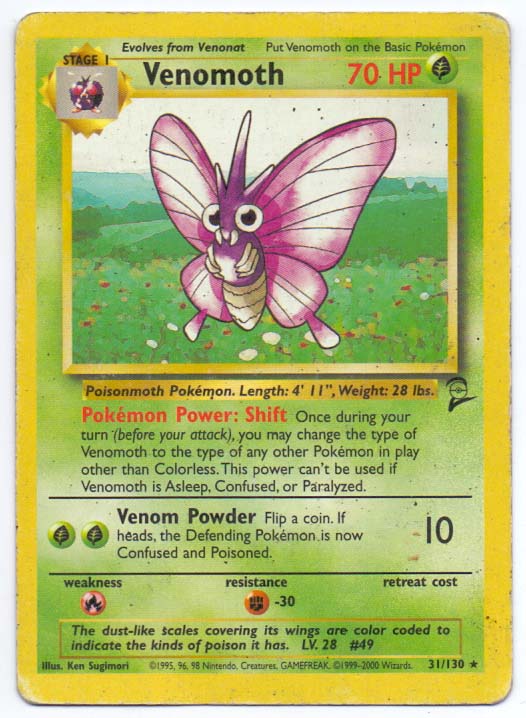 Evolves from Venonat Put Venomoth on the Basic Pokémon
STAGE 1
Venomoth 70 HP
Poisonmoth Pokémon. Length: 4' 11", Weight: 28 lbs.
Pokémon Power: Shift Once during your
turn (before your attack), you may change the type of
Venomoth to the type of any other Pokémon in play
other than Colorless. This power can't be used if
Venomoth is Asleep, Confused, or Paralyzed.
Venom Powder Flip a coin. If
heads, the Defending Pokémon is now
Confused and Poisoned.
10
weakness resistance retreat cost
-30
The dust-like scales covering its wings are color coded to
indicate the kinds of poison it has. LV. 28 #49
Illus. Ken Sugimori ©1995, 96, 98 Nintendo, Creatures, GAMEFREAK. ©1999-2000 Wizards. 31/130 ★